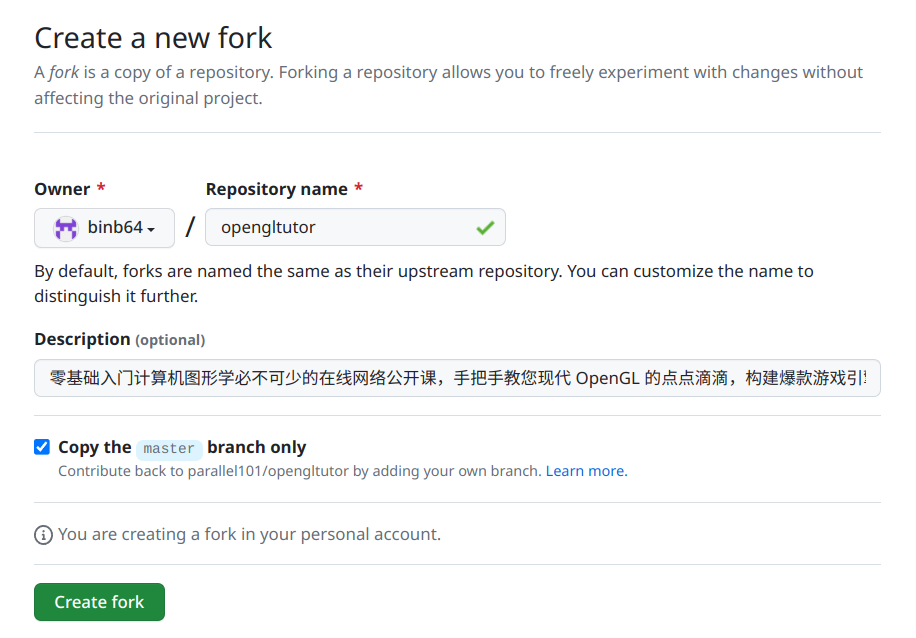 Create a new fork
A fork is a copy of a repository. Forking a repository allows you to freely experiment with changes without
affecting the original project.
Owner * Repository name *
binb64 / opengltutor
By default, forks are named the same as their upstream repository. You can customize the name to
distinguish it further.
Description (optional)
零基础入门计算机图形学必不可少的在线网络公开课，手把手教您现代 OpenGL 的点点滴滴，构建爆款游戏引
Copy the master branch only
Contribute back to parallel101/opengltutor by adding your own branch. Learn more.
You are creating a fork in your personal account.
Create fork